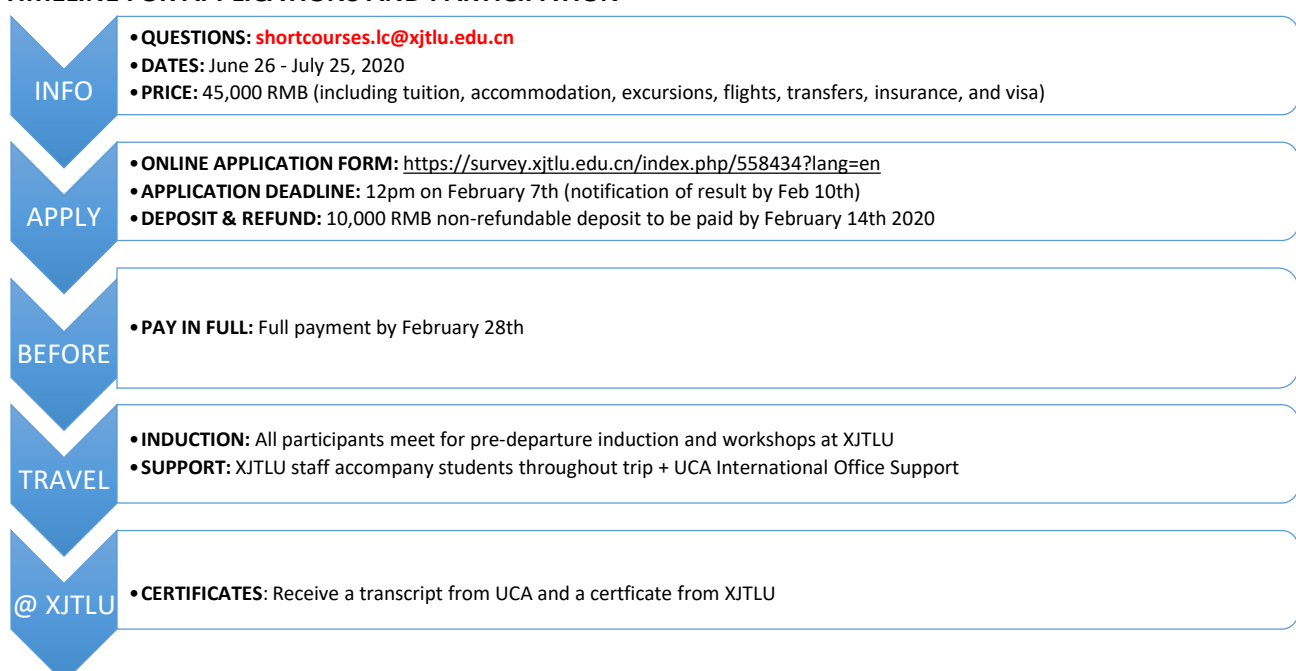 TIMELINE FOR APPLICATIONS AND PARTICIPATION
INFO
•QUESTIONS: shortcourses.lc@xjtlu.edu.cn
•DATES: June 26 - July 25, 2020
•PRICE: 45,000 RMB (including tuition, accommodation, excursions, flights, transfers, insurance, and visa)
APPLY
•ONLINE APPLICATION FORM: https://survey.xjtlu.edu.cn/index.php/558434?lang=en
•APPLICATION DEADLINE: 12pm on February 7th (notification of result by Feb 10th)
•DEPOSIT & REFUND: 10,000 RMB non-refundable deposit to be paid by February 14th 2020
BEFORE
•PAY IN FULL: Full payment by February 28th
TRAVEL
•INDUCTION: All participants meet for pre-departure induction and workshops at XJTLU
•SUPPORT: XJTLU staff accompany students throughout trip + UCA International Office Support
@ XJTLU
•CERTIFICATES: Receive a transcript from UCA and a certficate from XJTLU